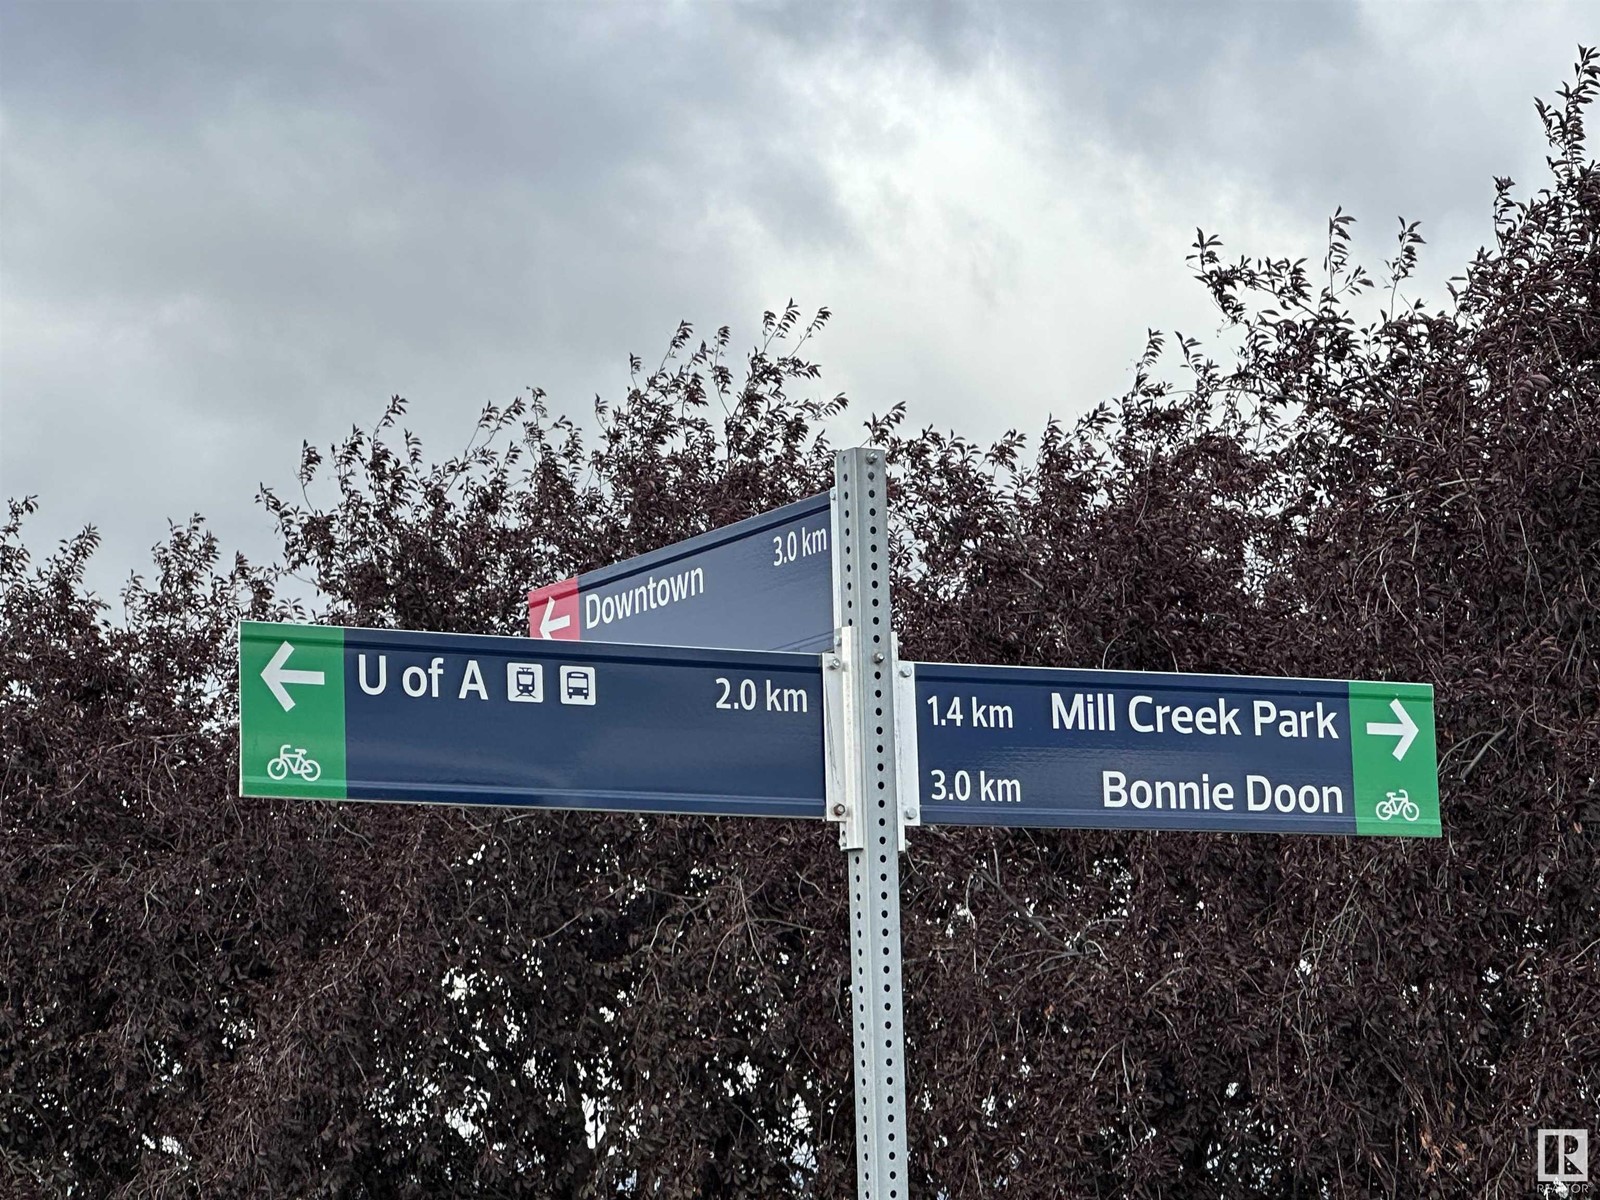 Downtown 3.0 km
U of A 2.0 km
1.4 km Mill Creek Park
3.0 km Bonnie Doon
REALTOR